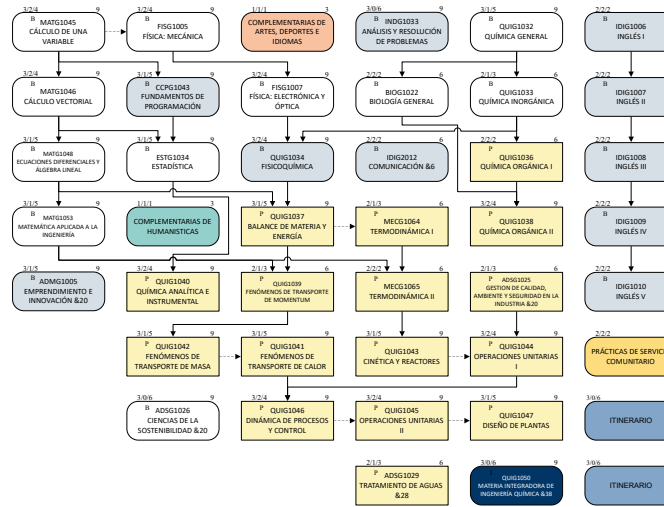 3/2/4 9 3/2/4 9 1/1/1 3 3/0/6 9 3/1/5 9 2/2/2
B MATG1045
CÁLCULO DE UNA
VARIABLE
B
FISG1005
FÍSICA: MECÁNICA
COMPLEMENTARIAS DE
ARTES, DEPORTES E
IDIOMAS
B INDG1033
ANÁLISIS Y RESOLUCIÓN
DE PROBLEMAS
B
QUIG1032
QUÍMICA GENERAL
B
IDIG1006
INGLÉS I
3/2/4 9 3/1/5 9 3/2/4 9 2/2/2 6 2/1/3 9 2/2/2
B
MATG1046
CÁLCULO VECTORIAL
B CCPG1043
FUNDAMENTOS DE
PROGRAMACIÓN
B FISG1007
FÍSICA: ELECTRÓNICA Y
ÓPTICA
B
BIOG1022
BIOLOGÍA GENERAL
B
QUIG1033
QUÍMICA INORGÁNICA
B
IDIG1007
INGLÉS II
3/1/5 9 3/1/5 9 3/2/4 9 2/2/2 6 2/2/2 9 2/2/2
B MATG1048
ECUACIONES DIFERENCIALES Y
ÁLGEBRA LINEAL
ESTG1034
ESTADÍSTICA
B
QUIG1034
FISICOQUÍMICA
B
IDIG2012
COMUNICACIÓN &6
P
QUIG1036
QUÍMICA ORGÁNICA I
B
IDIG1008
INGLÉS III
3/1/5 9 1/1/1 3 3/1/5 9 2/1/3 6 3/2/4 9 2/2/2
B
MATG1053
MATEMÁTICA APLICADA A LA
INGENIERÍA
COMPLEMENTARIAS DE
HUMANISTICAS
P QUIG1037
BALANCE DE MATERIA Y
ENERGÍA
P
MECG1064
TERMODINÁMICA I
P
QUIG1038
QUÍMICA ORGÁNICA II
B
IDIG1009
INGLÉS IV
3/1/5 9 3/2/4 9 2/1/3 6 2/2/2 9 2/1/3 6 2/2/2
B ADMG1005
EMPRENDIMIENTO E
INNOVACIÓN &20
P QUIG1040
QUÍMICA ANALÍTICA E
INSTRUMENTAL
P
QUIG1039
FENÓMENOS DE TRANSPORTE
DE MOMENTUM
P
MECG1065
TERMODINÁMICA II
P ADSG1025
GESTION DE CALIDAD,
AMBIENTE Y SEGURIDAD EN LA
INDUSTRIA &20
B
IDIG1010
INGLÉS V
3/1/5 9 3/1/5 9 3/1/5 9 3/2/4 9 2/2/2
P QUIG1042
FENÓMENOS DE
TRANSPORTE DE MASA
P QUIG1041
FENÓMENOS DE
TRANSPORTE DE CALOR
P
QUIG1043
CINÉTICA Y REACTORES
P QUIG1044
OPERACIONES UNITARIAS
I
PRÁCTICAS DE SERVICIO
COMUNITARIO
3/0/6 9 3/2/4 9 3/2/4 9 3/1/5 9 3/0/6
B ADSG1026
CIENCIAS DE LA
SOSTENIBILIDAD &20
P QUIG1046
DINÁMICA DE PROCESOS
Y CONTROL
P QUIG1045
OPERACIONES UNITARIAS
II
P
QUIG1047
DISEÑO DE PLANTAS
ITINERARIO
2/1/3 6 3/0/6 9 3/0/6
P ADSG1029
TRATAMIENTO DE AGUAS
&28
P QUIG1050
MATERIA INTEGRADORA DE
INGENIERÍA QUÍMICA &38
ITINERARIO